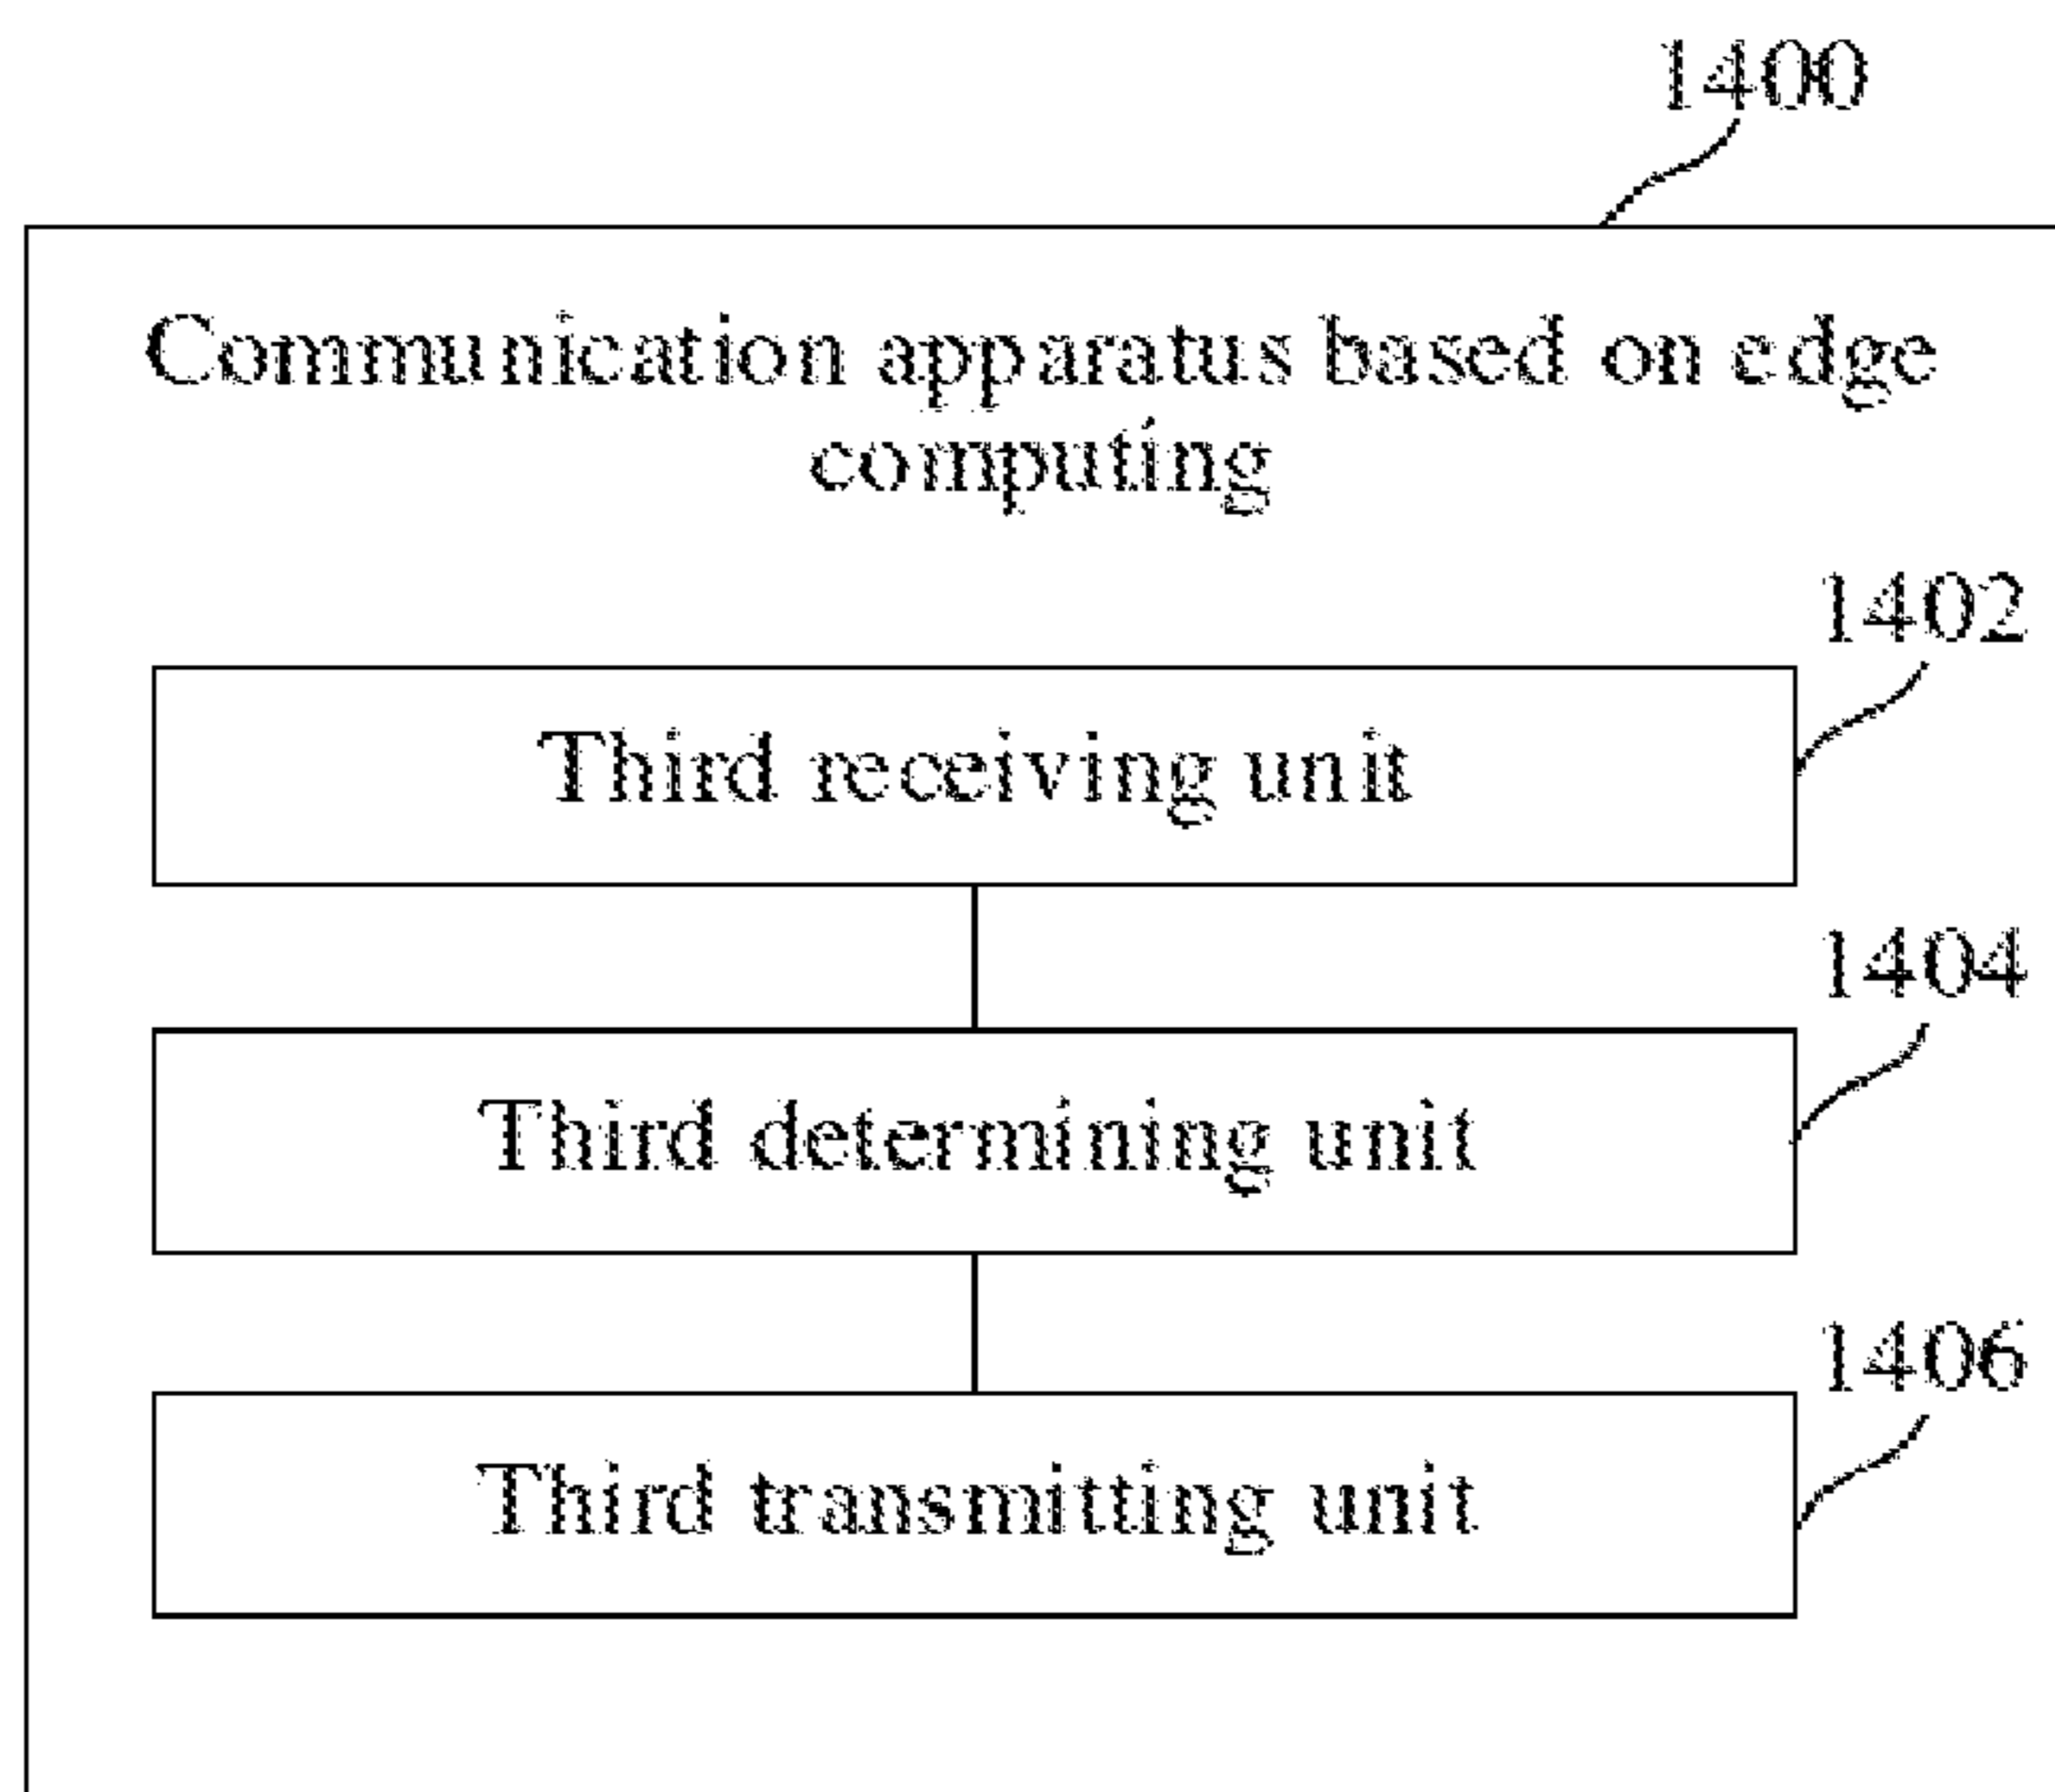 1400
Communication apparatus based on edge
computing
1402
Third receiving unit
1404
Third determining unit
1406
Third transmitting unit